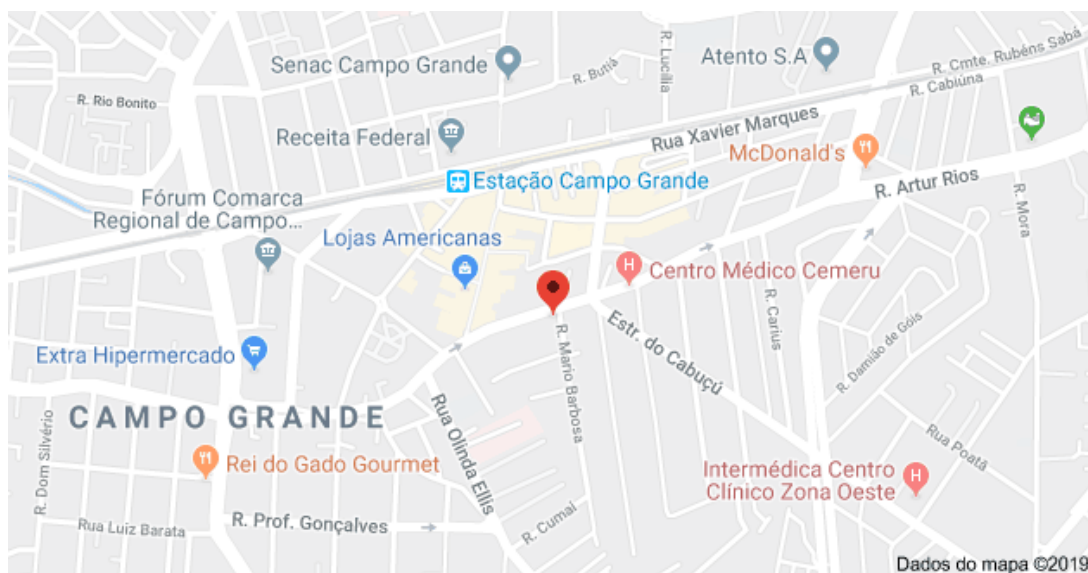 Senac Campo Grande
R. Butiá
R. Lucília
Atento S.A
R. Cmte. Rubéns Sabá
R. Cabiúna
R. Rio Bonito
Receita Federal
Rua Xavier Marques
McDonald's
Estação Campo Grande
R. Artur Rios
R. Mora
Fórum Comarca
Regional de Campo...
Lojas Americanas
Centro Médico Cemeru
R. Carius
R. Damião de Góis
Extra Hipermercado
R. Mario Barbosa
Estr. do Cabuçú
CAMPO GRANDE
Rua Olinda Ellis
R. Dom Silvério
Rei do Gado Gourmet
Intermédica Centro
Clínico Zona Oeste
Rua Poatá
Rua Luiz Barata
R. Prof. Gonçalves
R. Cumaí
Dados do mapa ©2019